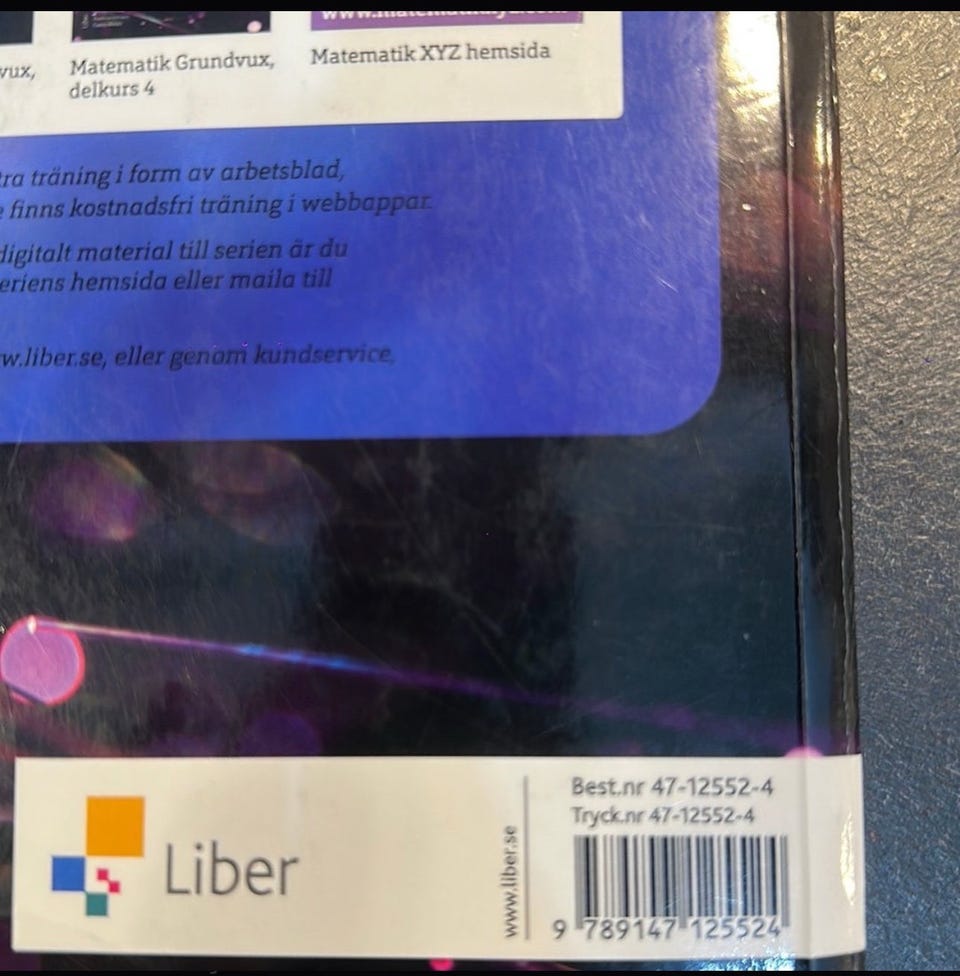 vux,
Matematik Grundvux,
delkurs 4
Matematik XYZ hemsida
tra träning i form av arbetsblad,
e finns kostnadsfri träning i webbappar.
digitalt material till serien är du
eriens hemsida eller maila till
w.liber.se, eller genom kundservice,
Liber
www.liber.se
Best.nr 47-12552-4
Tryck.nr 47-12552-4
9 789147 125524